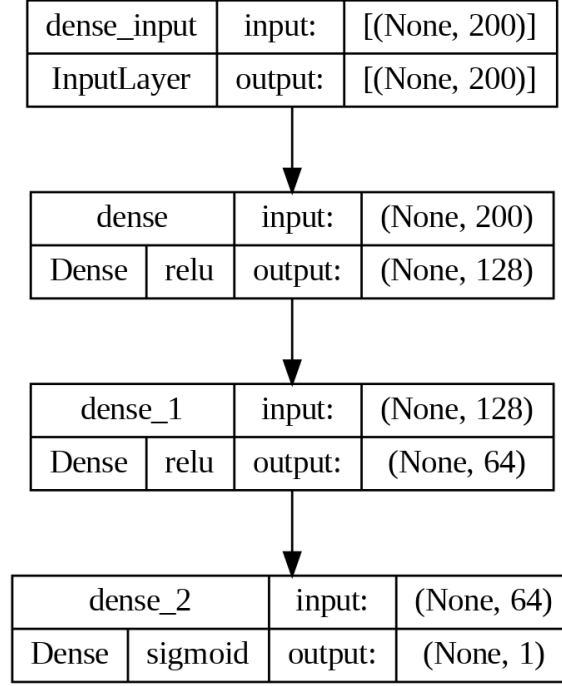 dense_input input: [(None, 200)]
InputLayer output: [(None, 200)]
dense input: (None, 200)
Dense relu output: (None, 128)
dense_1 input: (None, 128)
Dense relu output: (None, 64)
dense_2 input: (None, 64)
Dense sigmoid output: (None, 1)